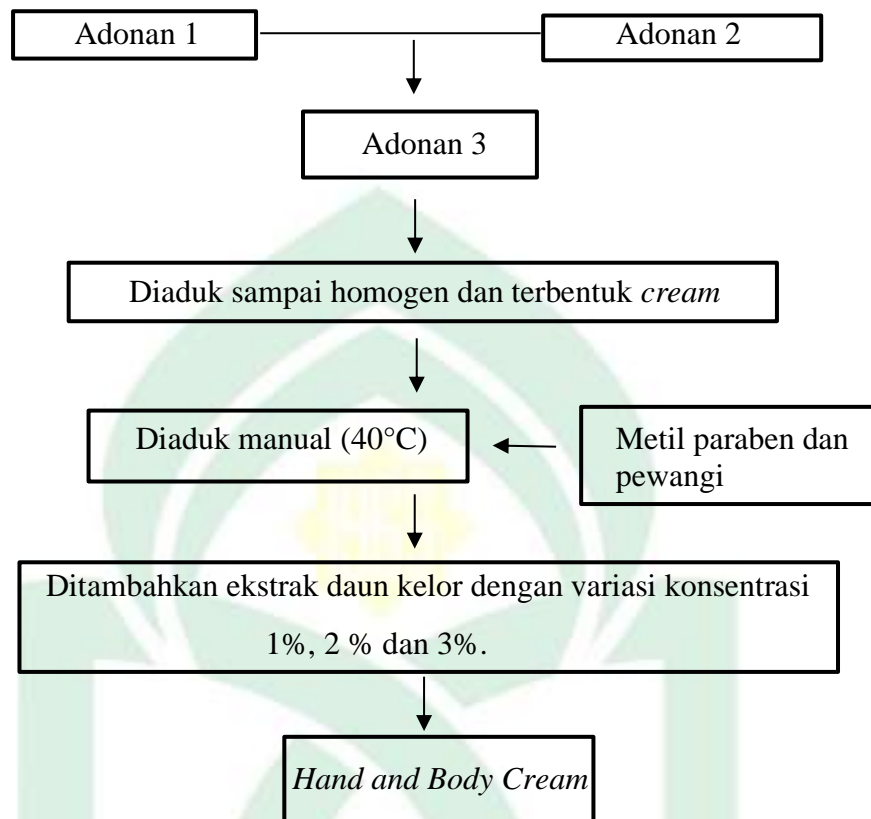 Adonan 1
Adonan 2
Adonan 3
Diaduk sampai homogen dan terbentuk cream
Diaduk manual (40°C)
Metil paraben dan
pewangi
Ditambahkan ekstrak daun kelor dengan variasi konsentrasi
1%, 2 % dan 3%.
Hand and Body Cream